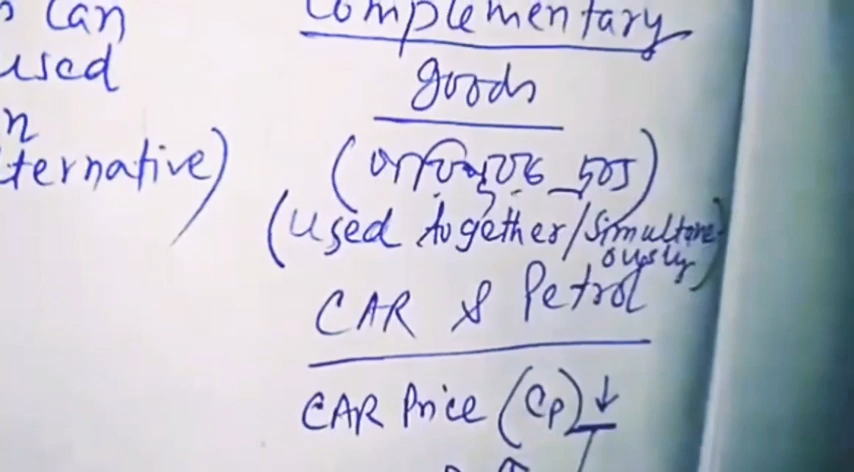 can
used
n
ternative)
Complementary
goods
(used together/simultane
ously)
CAR & Petrol
CAR Price (CP)↓